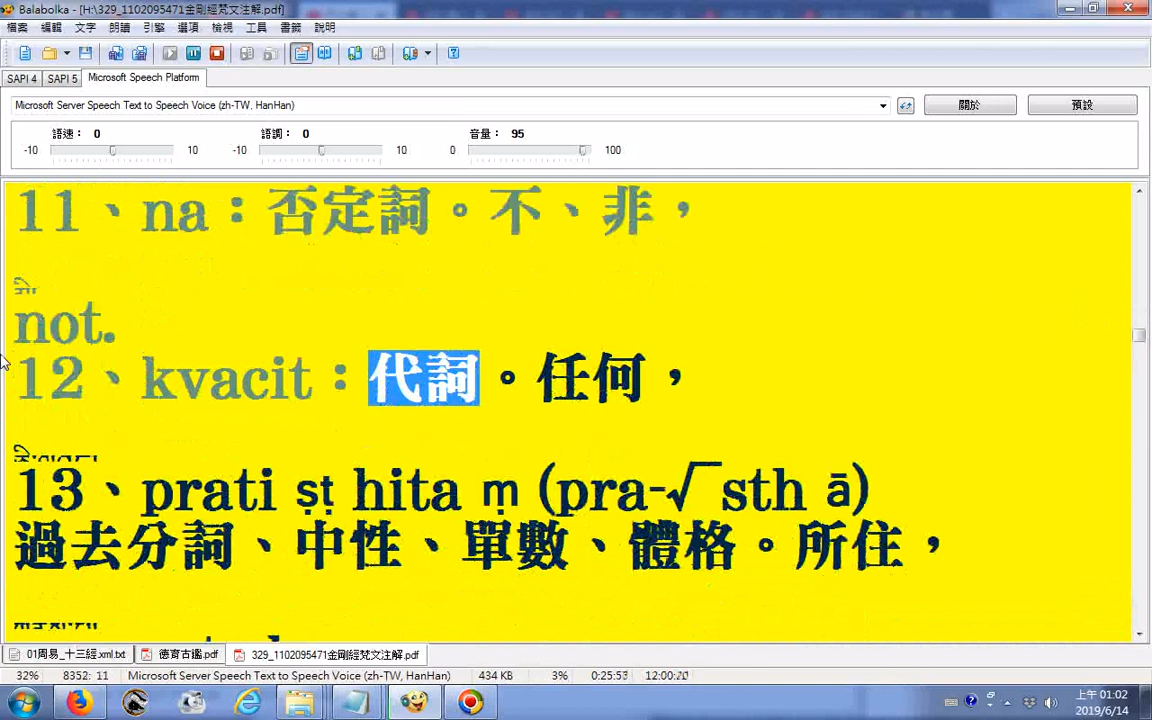 Balabolka - [H:\329_1102095471金剛經梵文注解.pdf]
檔案 編輯 文字 朗讀 引擎 選項 檢視 工具 書籤 說明
SAPI 4 SAPI 5 Microsoft Speech Platform
Microsoft Server Speech Text to Speech Voice (zh-TW, HanHan) 關於 預設
語速： 0 語調： 0 音量： 95
-10 10 -10 10 0 100
11、na：否定詞。不、非，
not.
12、kvacit：代詞。任何，
13、prati ṣṭ hita ṃ (pra-√sth ā)
過去分詞、中性、單數、體格。所住，
01周易_十三經.xml.txt 德育古鑑.pdf 329_1102095471金剛經梵文注解.pdf
32% 8352: 11 Microsoft Server Speech Text to Speech Voice (zh-TW, HanHan) 434 KB 3% 0:25:53 12:00:20
上午 01:02
2019/6/14